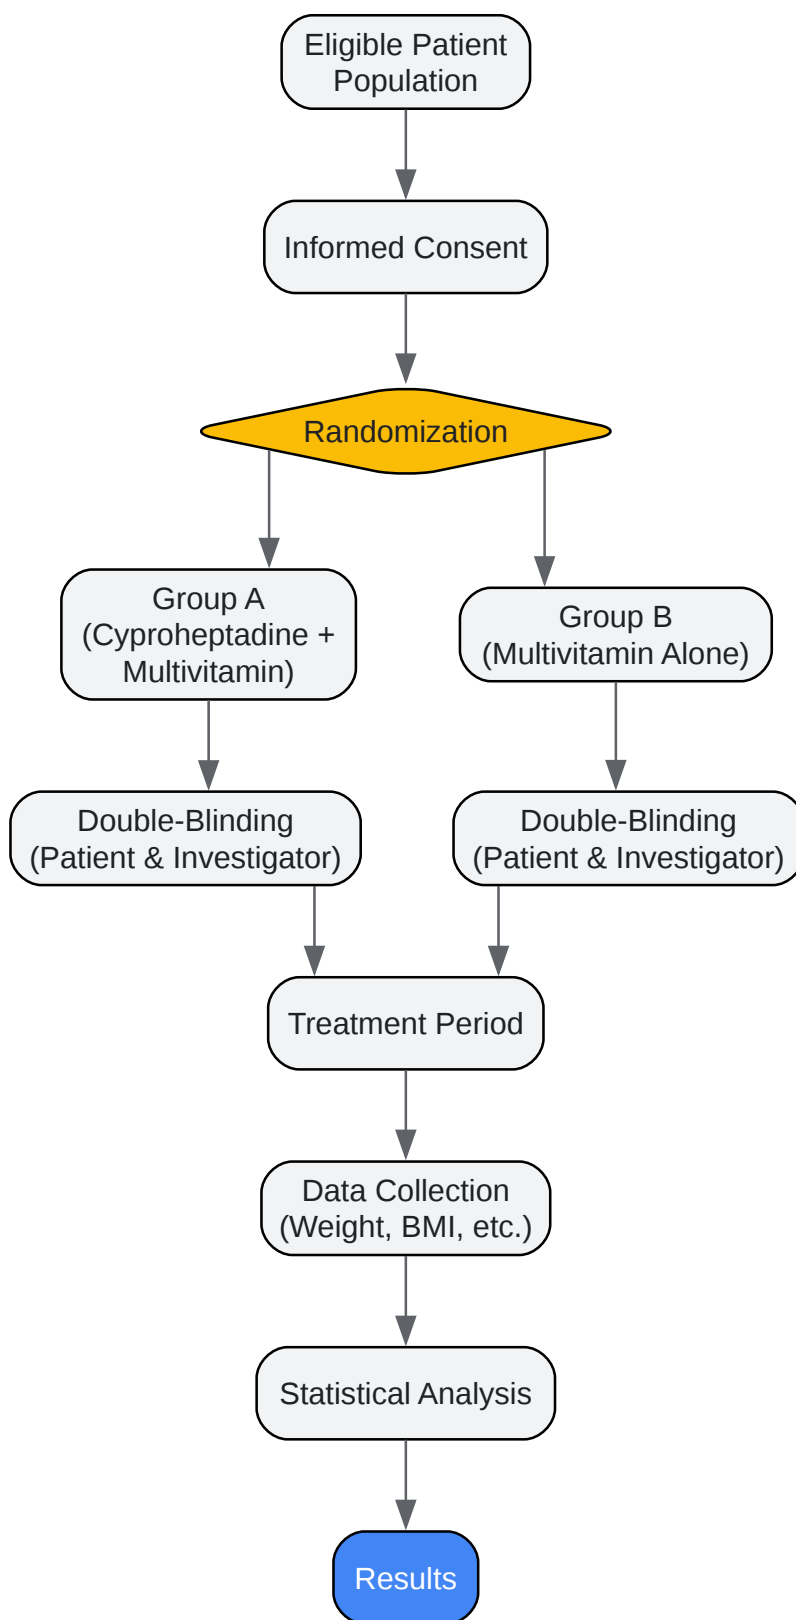 Eligible Patient
Population
Informed Consent
Randomization
Group A
(Cyproheptadine +
Multivitamin)
Group B
(Multivitamin Alone)
Double-Blinding
(Patient & Investigator)
Double-Blinding
(Patient & Investigator)
Treatment Period
Data Collection
(Weight, BMI, etc.)
Statistical Analysis
Results